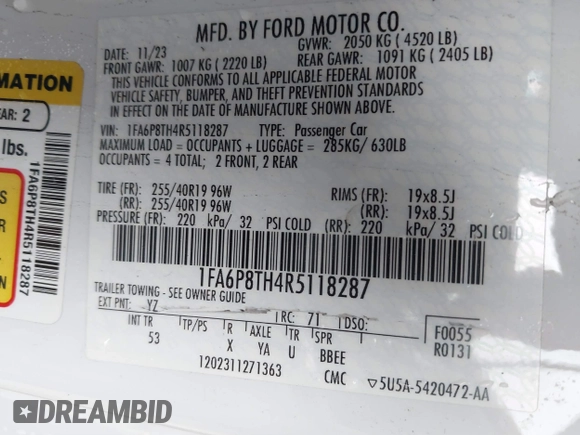 MFD. BY FORD MOTOR CO.
DATE: 11/23
GVWR: 2050 KG ( 4520 LB)
FRONT GAWR: 1007 KG ( 2220 LB)
REAR GAWR: 1091 KG ( 2405 LB)
THIS VEHICLE CONFORMS TO ALL APPLICABLE FEDERAL MOTOR
VEHICLE SAFETY, BUMPER, AND THEFT PREVENTION STANDARDS
IN EFFECT ON THE DATE OF MANUFACTURE SHOWN ABOVE.
VIN: 1FA6P8TH4R5118287 TYPE: Passenger Car
MAXIMUM LOAD = OCCUPANTS + LUGGAGE = 285KG/ 630LB
OCCUPANTS = 4 TOTAL; 2 FRONT, 2 REAR
TIRE (FR): 255/40R19 96W RIMS (FR): 19x8.5J
(RR): 255/40R19 96W (RR): 19x8.5J
PRESSURE (FR): 220 kPa/ 32 PSI COLD (RR): 220 kPa/ 32 PSI COLD
1FA6P8TH4R5118287
TRAILER TOWING - SEE OWNER GUIDE
EXT PNT: YZ RC: 71 DSO:
INT TR TP/PS R AXLE TR SPR
53 X YA U BBEE
F0055
R0131
1202311271363 CMC ▽5U5A-5420472-AA
MATION
EAR: 2
lbs.
1FA6P8TH4R5118287
DREAMBID